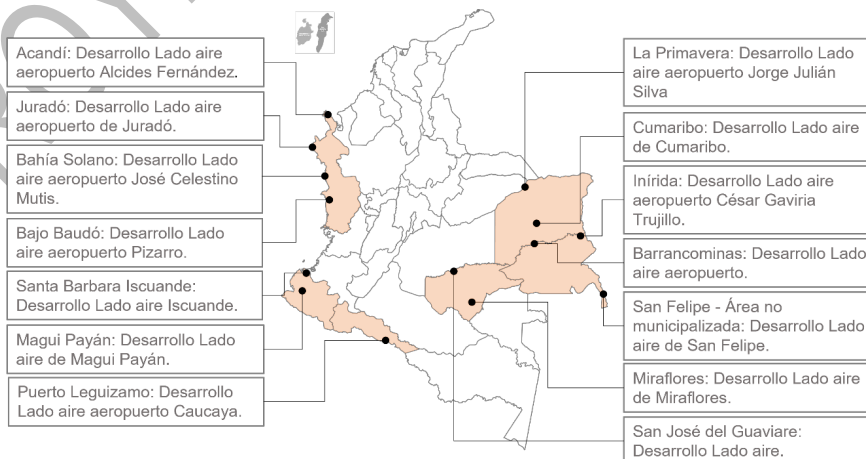 Acandí: Desarrollo Lado aire
aeropuerto Alcides Fernández.
Juradó: Desarrollo Lado aire
aeropuerto de Juradó.
Bahía Solano: Desarrollo Lado
aire aeropuerto José Celestino
Mutis.
Bajo Baudó: Desarrollo Lado
aire aeropuerto Pizarro.
Santa Barbara Iscuande:
Desarrollo Lado aire Iscuande.
Magui Payán: Desarrollo Lado
aire de Magui Payán.
Puerto Leguizamo: Desarrollo
Lado aire aeropuerto Caucaya.
La Primavera: Desarrollo Lado
aire aeropuerto Jorge Julián
Silva
Cumaribo: Desarrollo Lado aire
de Cumaribo.
Inírida: Desarrollo Lado aire
aeropuerto César Gaviria
Trujillo.
Barrancominas: Desarrollo Lado
aire aeropuerto.
San Felipe - Área no
municipalizada: Desarrollo Lado
aire de San Felipe.
Miraflores: Desarrollo Lado aire
de Miraflores.
San José del Guaviare:
Desarrollo Lado aire.